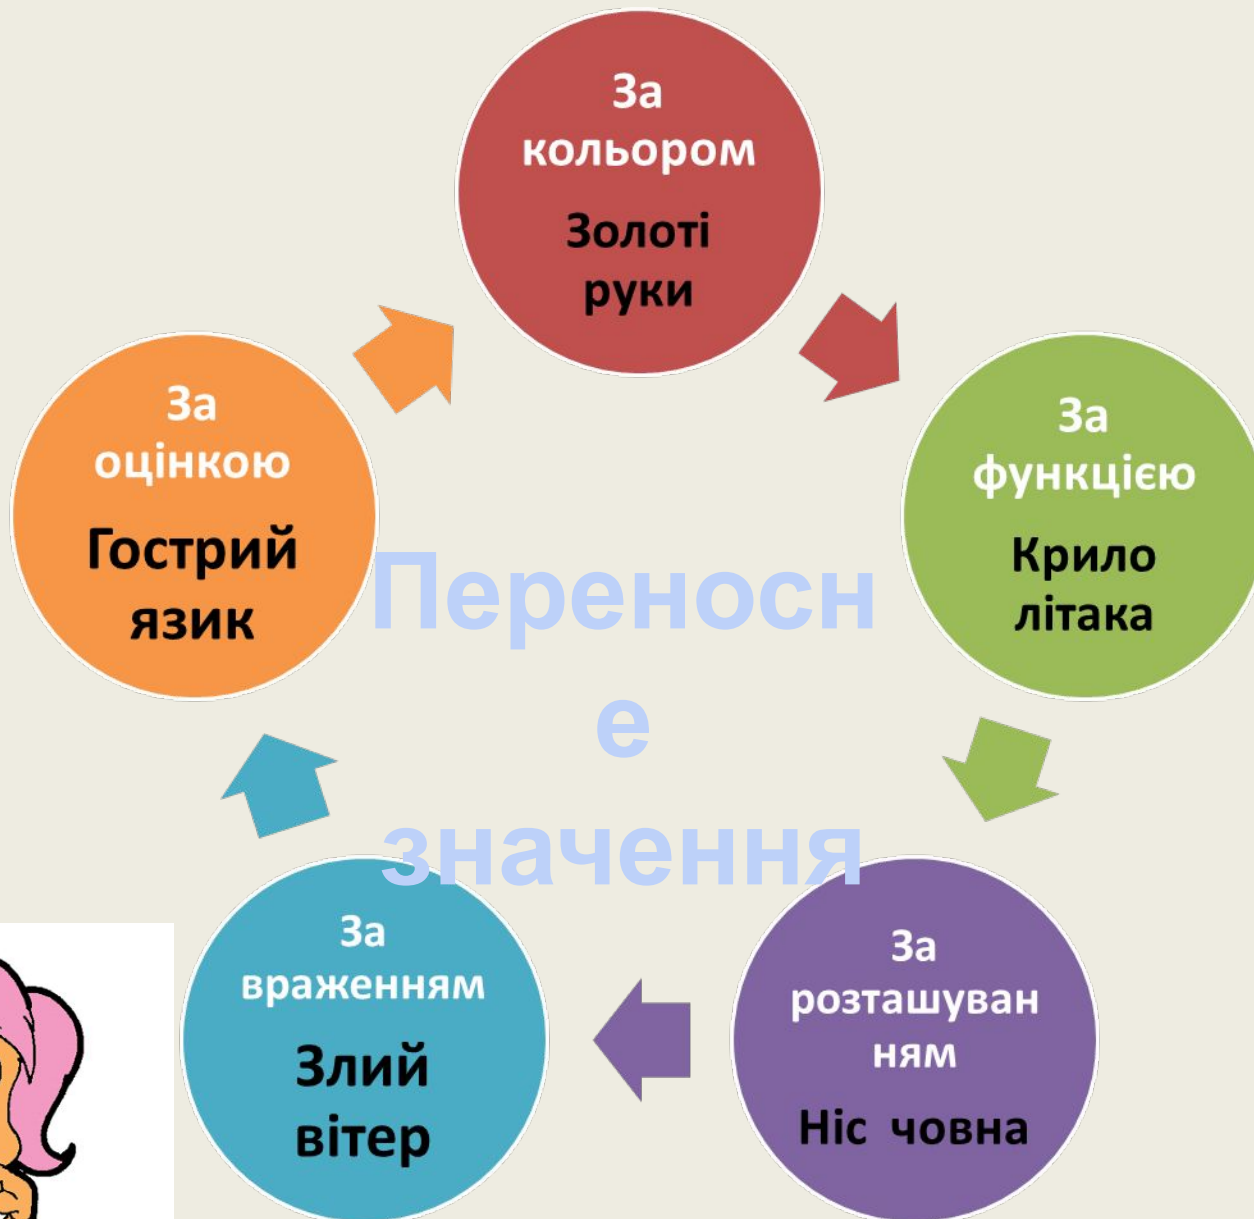 За
кольором
Золоті
руки
За
функцією
Крило
літака
За
розташуван
ням
Ніс човна
За
враженням
Злий
вітер
За
оцінкою
Гострий
язик
Переносн
е
значення